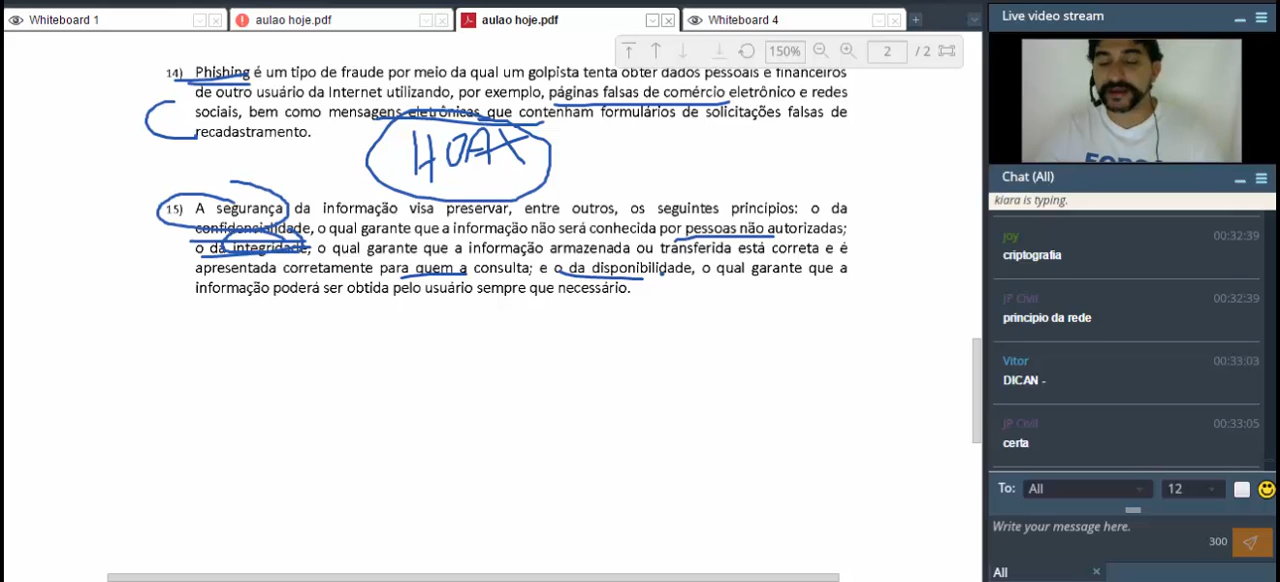 Whiteboard 1
aulao hoje.pdf
aulao hoje.pdf
Whiteboard 4
150%
2
/ 2
14) Phishing é um tipo de fraude por meio da qual um golpista tenta obter dados pessoais e financeiros
de outro usuário da Internet utilizando, por exemplo, páginas falsas de comércio eletrônico e redes
sociais, bem como mensagens eletrônicas que contenham formulários de solicitações falsas de
recadastramento.
HOAX
15) A segurança da informação visa preservar, entre outros, os seguintes princípios: o da
confidencialidade, o qual garante que a informação não será conhecida por pessoas não autorizadas;
o da integridade, o qual garante que a informação armazenada ou transferida está correta e é
apresentada corretamente para quem a consulta; e o da disponibilidade, o qual garante que a
informação poderá ser obtida pelo usuário sempre que necessário.
Live video stream
Chat (All)
kiara is typing.
joy 00:32:39
criptografia
JP Civil 00:32:39
principio da rede
Vitor 00:33:03
DICAN -
JP Civil 00:33:05
certa
To: All 12
Write your message here.
300
All